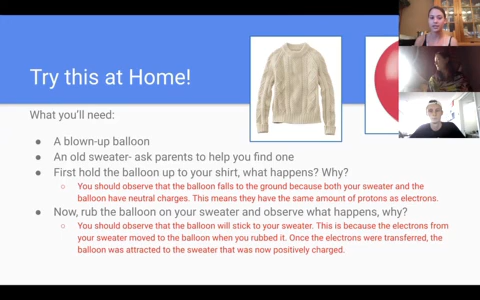 Try this at Home!
What you'll need:
● A blown-up balloon
● An old sweater- ask parents to help you find one
● First hold the balloon up to your shirt, what happens? Why?
○ You should observe that the balloon falls to the ground because both your sweater and the
balloon have neutral charges. This means they have the same amount of protons as electrons.
● Now, rub the balloon on your sweater and observe what happens, why?
○ You should observe that the balloon will stick to your sweater. This is because the electrons from
your sweater moved to the balloon when you rubbed it. Once the electrons were transferred, the
balloon was attracted to the sweater that was now positively charged.